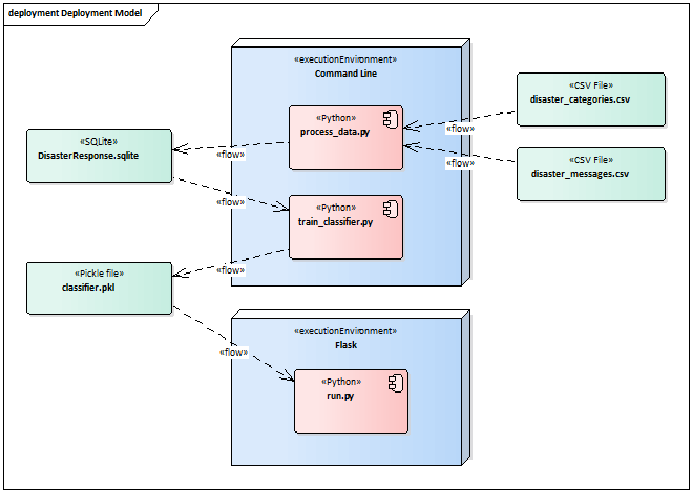 deployment Deployment Model
«executionEnvironment»
Command Line
«CSV File»
disaster_categories.csv
«Python»
process_data.py
«flow»
«SQLite»
DisasterResponse.sqlite
«flow»
«flow»
«CSV File»
disaster_messages.csv
«flow»
«Python»
train_classifier.py
«flow»
«Pickle file»
classifier.pkl
«executionEnvironment»
Flask
«flow»
«Python»
run.py